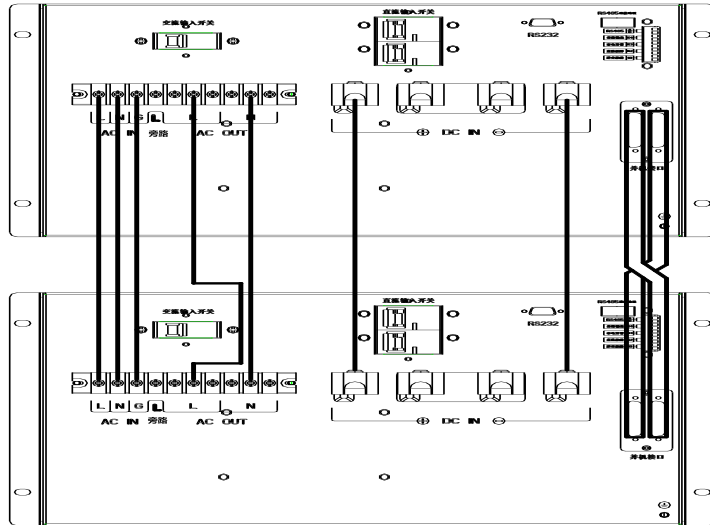 交流输入开关
直流输入开关
RS232
L N G L L N
AC IN 旁路 AC OUT
DC IN
并机接口
交流输入开关
直流输入开关
RS232
L N G L L N
AC IN 旁路 AC OUT
DC IN
并机接口